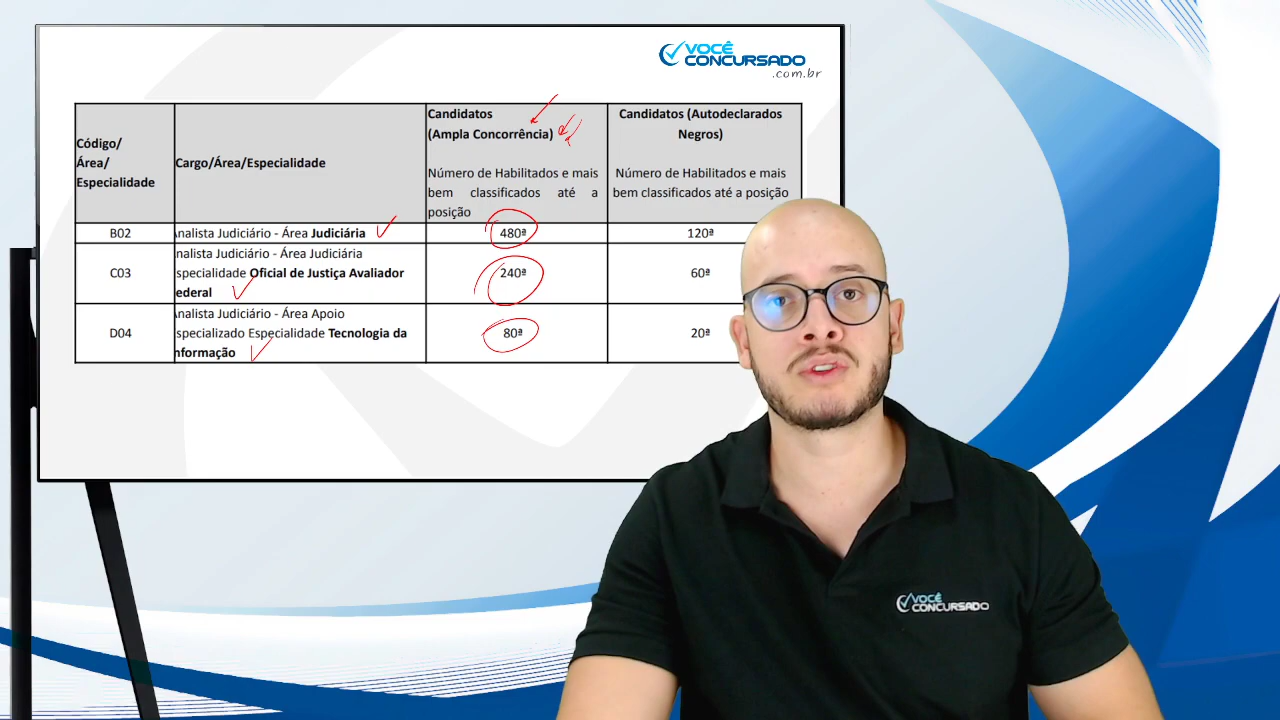 VOCÊ
CONCURSADO
.com.br
Código/
Área/
Especialidade
Cargo/Área/Especialidade
Candidatos
(Ampla Concorrência)
Número de Habilitados e mais
bem classificados até a
posição
Candidatos (Autodeclarados
Negros)
Número de Habilitados e mais
bem classificados até a posição
B02
nalista Judiciário - Área Judiciária
480ª
120ª
C03
nalista Judiciário - Área Judiciária
specialidade Oficial de Justiça Avaliador
ederal
240ª
60ª
D04
nalista Judiciário - Área Apoio
specializado Especialidade Tecnologia da
nformação
80ª
20ª
VOCÊ
CONCURSADO